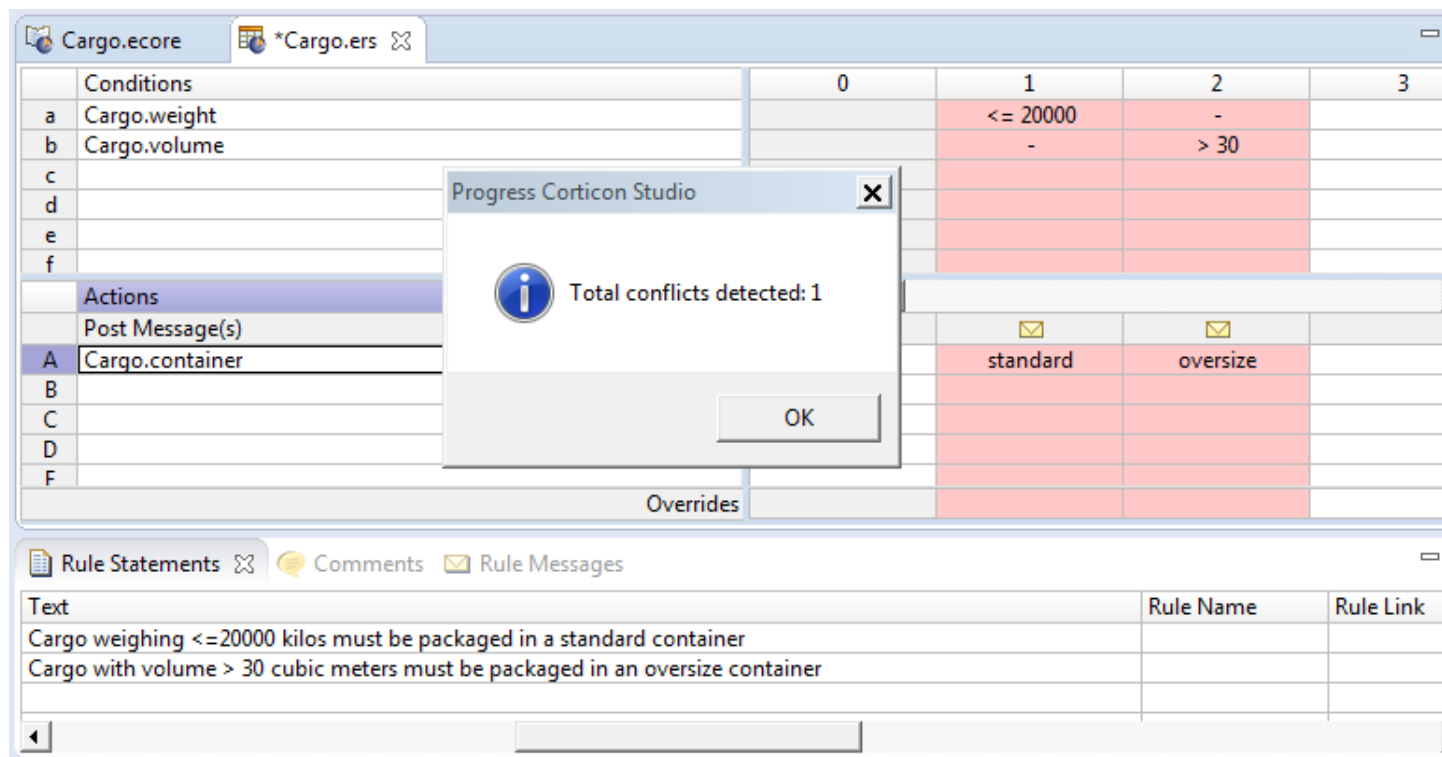 Cargo.ecore *Cargo.ers
Conditions 0 1 2 3
a Cargo.weight <= 20000 -
b Cargo.volume - > 30
c
d
e
f
Progress Corticon Studio
Total conflicts detected: 1
OK
Actions
Post Message(s)
A Cargo.container standard oversize
B
C
D
Overrides
Rule Statements Comments Rule Messages
Text Rule Name Rule Link
Cargo weighing <=20000 kilos must be packaged in a standard container
Cargo with volume > 30 cubic meters must be packaged in an oversize container